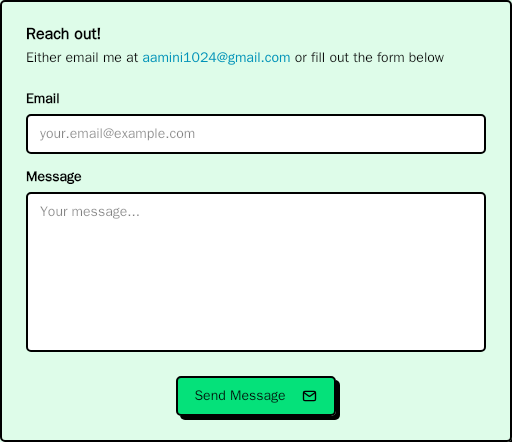 Reach out!
Either email me at aamini1024@gmail.com or fill out the form below
Email
your.email@example.com
Message
Your message...
Send Message